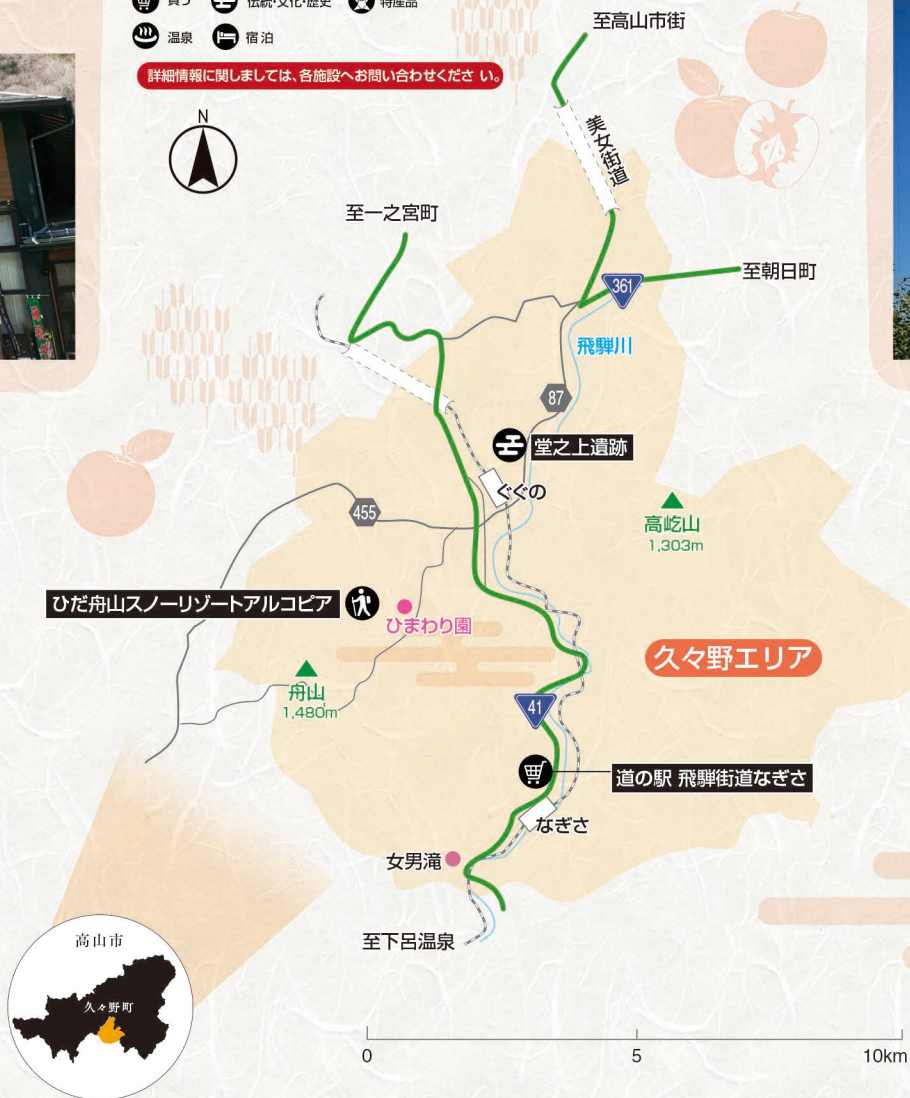 買う
伝統・文化・歴史
特産品
温泉
宿泊
詳細情報に関しましては、各施設へお問い合わせくださ い。
至高山市街
N
美女街道
至一之宮町
至朝日町
361
飛騨川
87
堂之上遺跡
ぐぐの
455
高屹山
1,303m
ひだ舟山スノーリゾートアルコピア
ひまわり園
久々野エリア
舟山
1,480m
41
道の駅 飛騨街道なぎさ
なぎさ
女男滝
至下呂温泉
高山市
久々野町
0
5
10km